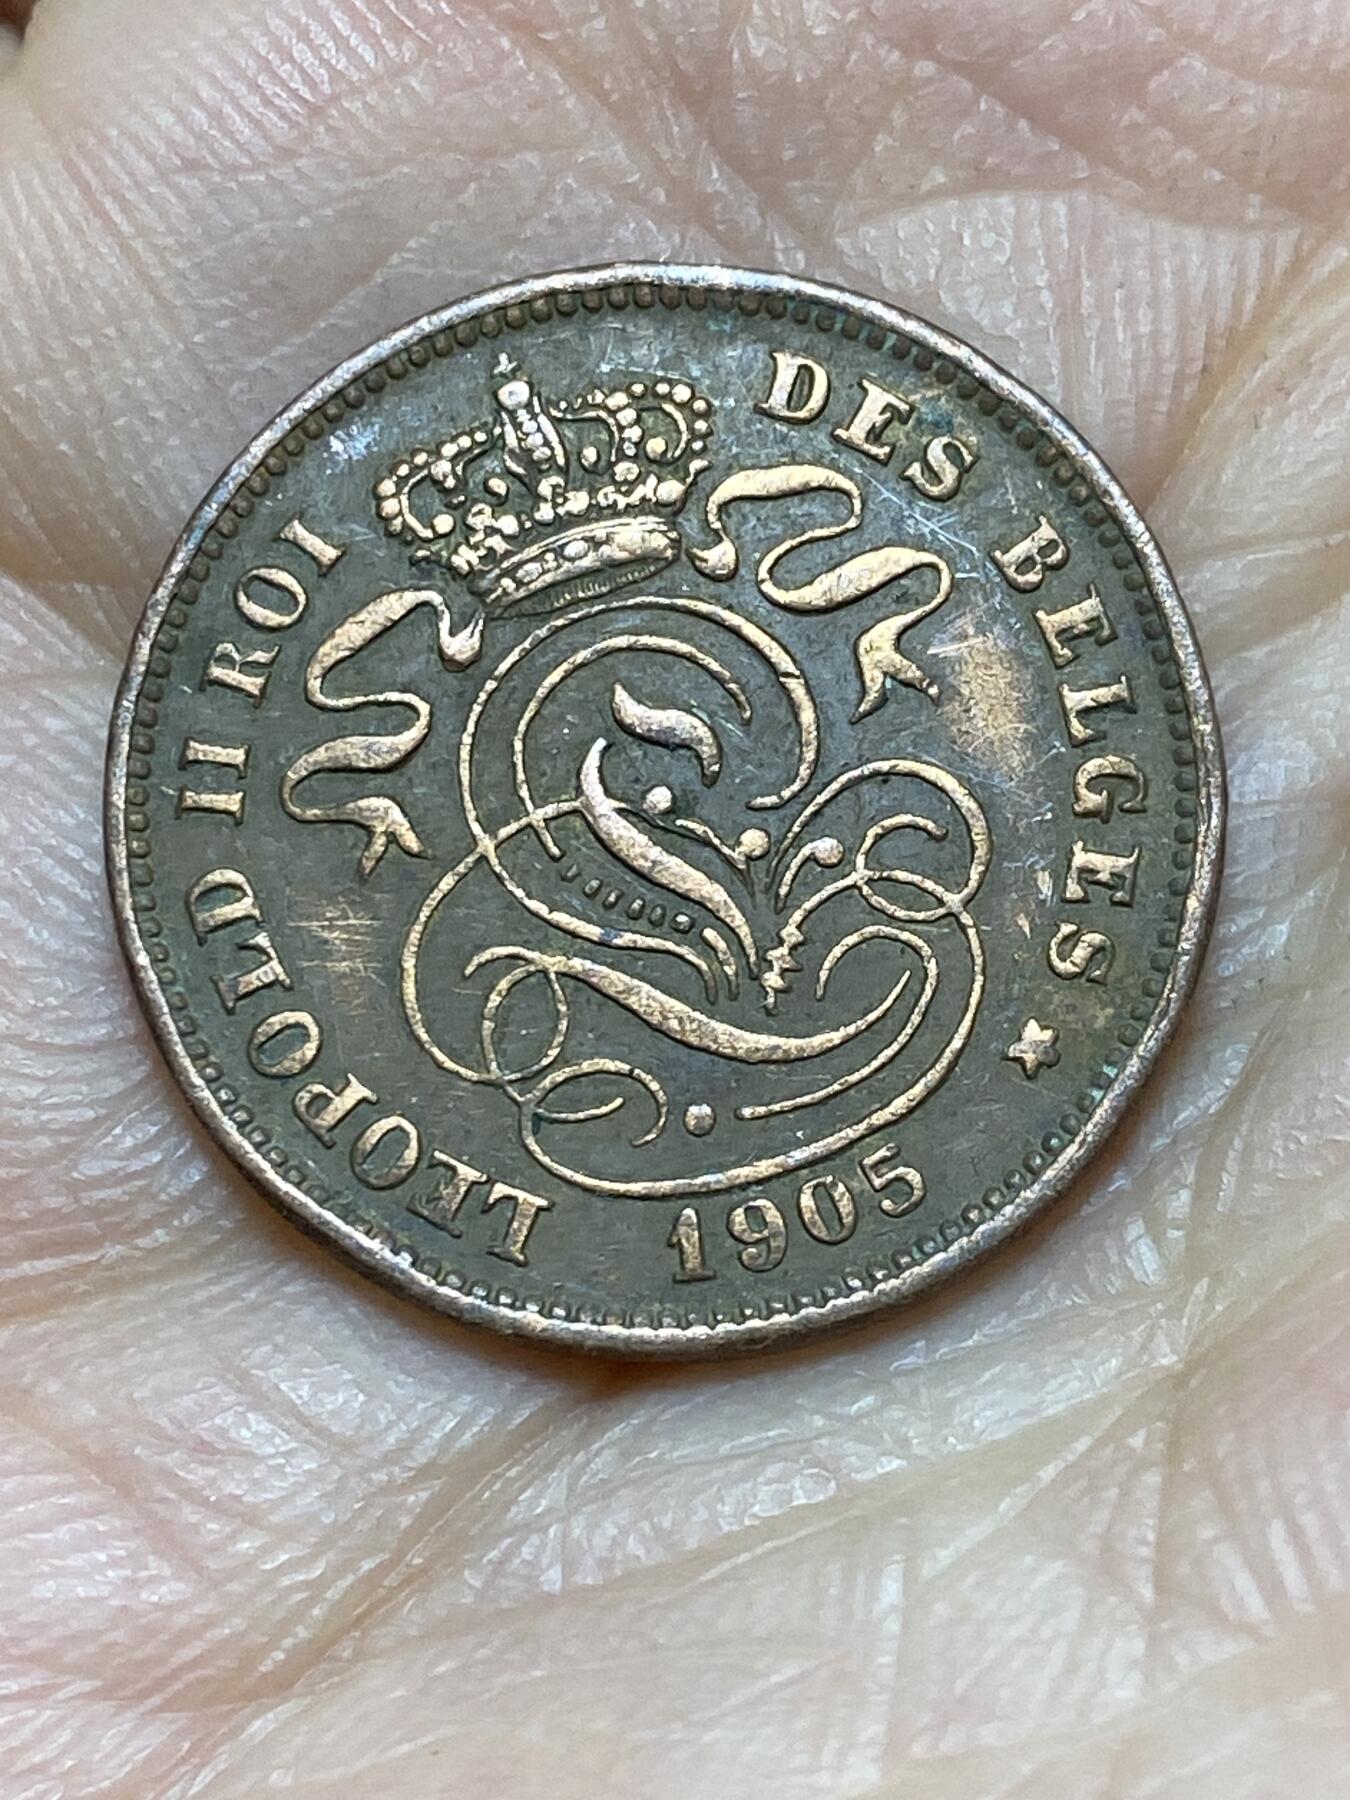 LEOPOLD II ROI DES BELGES ★
1905